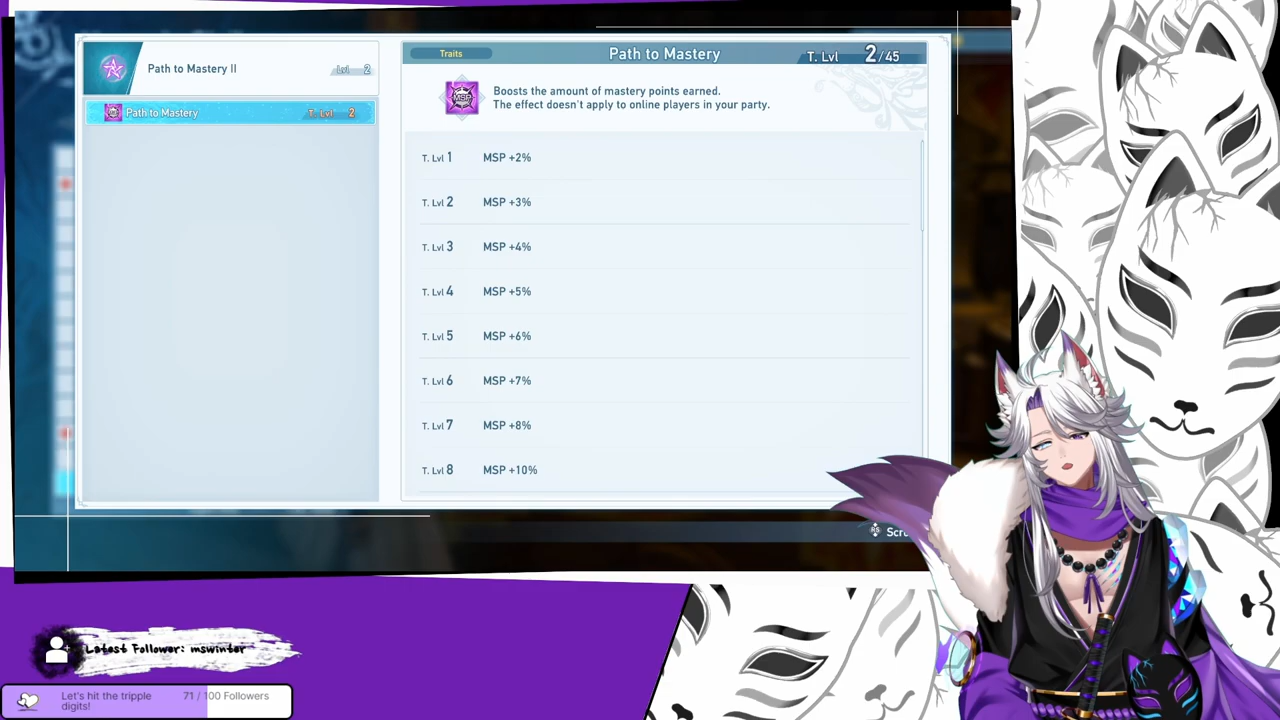 Path to Mastery II
Lvl 2
Path to Mastery
T. Lvl 2
Traits
Path to Mastery
T. Lvl 2/45
MSP
Boosts the amount of mastery points earned.
The effect doesn't apply to online players in your party.
T. Lvl 1 MSP +2%
T. Lvl 2 MSP +3%
T. Lvl 3 MSP +4%
T. Lvl 4 MSP +5%
T. Lvl 5 MSP +6%
T. Lvl 6 MSP +7%
T. Lvl 7 MSP +8%
T. Lvl 8 MSP +10%
RS
Latest Follower: mswinter
Let's hit the tripple
digits!
71 / 100 Followers